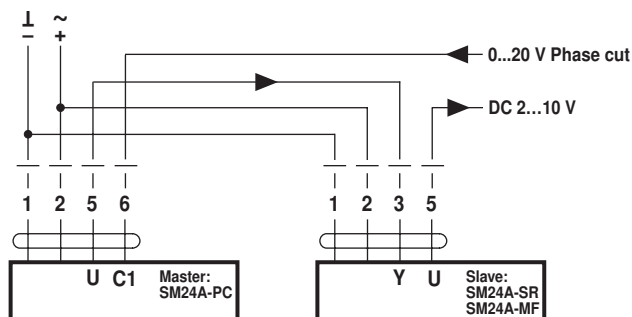 ⊥ ~
– +
0...20 V Phase cut
DC 2...10 V
1 2 5 6
1 2 3 5
U C1 Master:
SM24A-PC
Y U Slave:
SM24A-SR
SM24A-MF